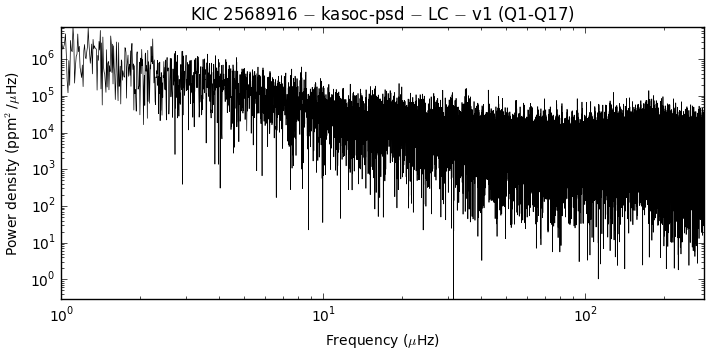 KIC 2568916 − kasoc-psd − LC − v1 (Q1-Q17)
Power density (ppm² /μHz)
10⁶
10⁵
10⁴
10³
10²
10¹
10⁰
10⁰ 10¹ 10²
Frequency (μHz)